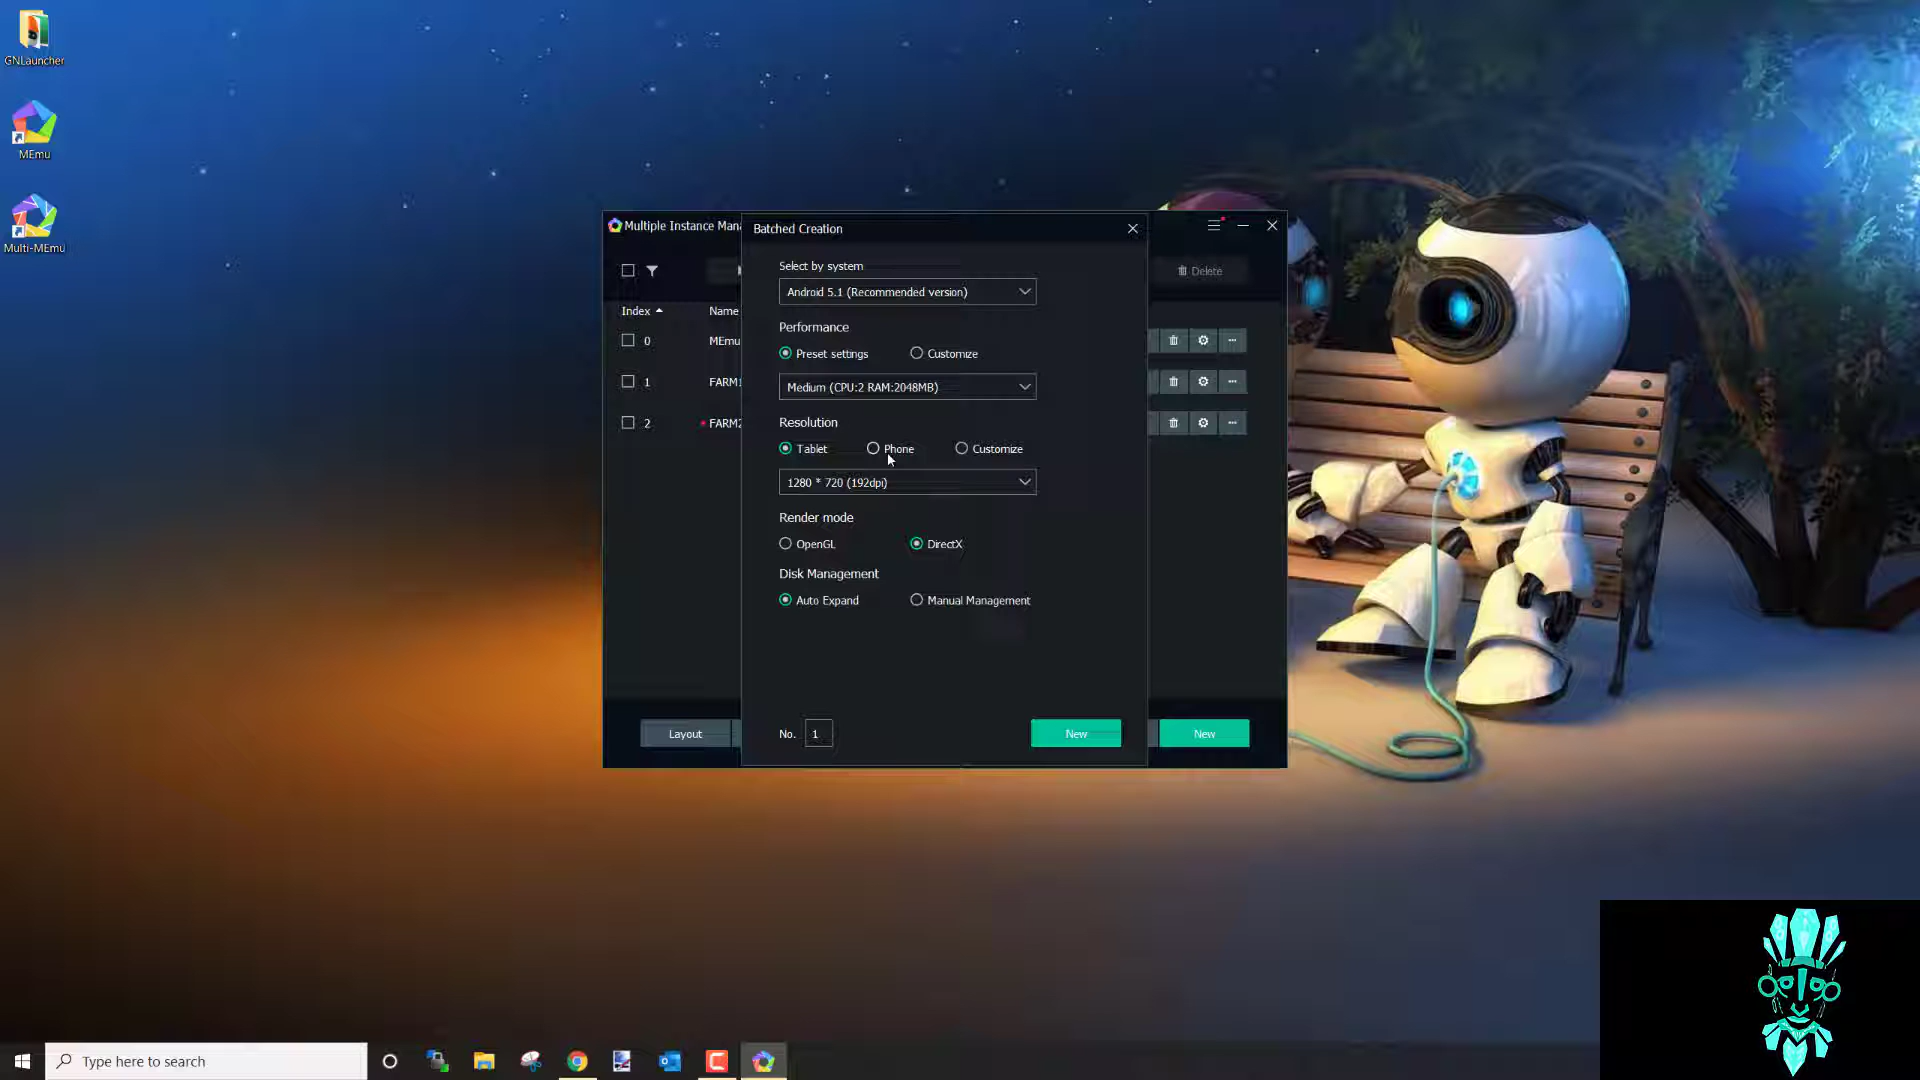 GNLauncher
MEmu
Multi-MEmu
Multiple Instance Mana
Batched Creation
Delete
Index
Name
0
MEmu
1
FARM1
2
FARM2
Select by system
Android 5.1 (Recommended version)
Performance
Preset settings
Customize
Medium (CPU:2 RAM:2048MB)
Resolution
Tablet
Phone
Customize
1280 * 720 (192dpi)
Render mode
OpenGL
DirectX
Disk Management
Auto Expand
Manual Management
Layout
No. 1
New
New
Type here to search